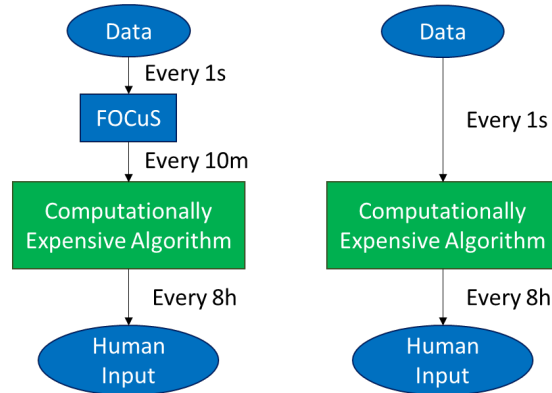 Data
Every 1s
FOCuS
Every 10m
Computationally
Expensive Algorithm
Every 8h
Human
Input
Data
Every 1s
Computationally
Expensive Algorithm
Every 8h
Human
Input